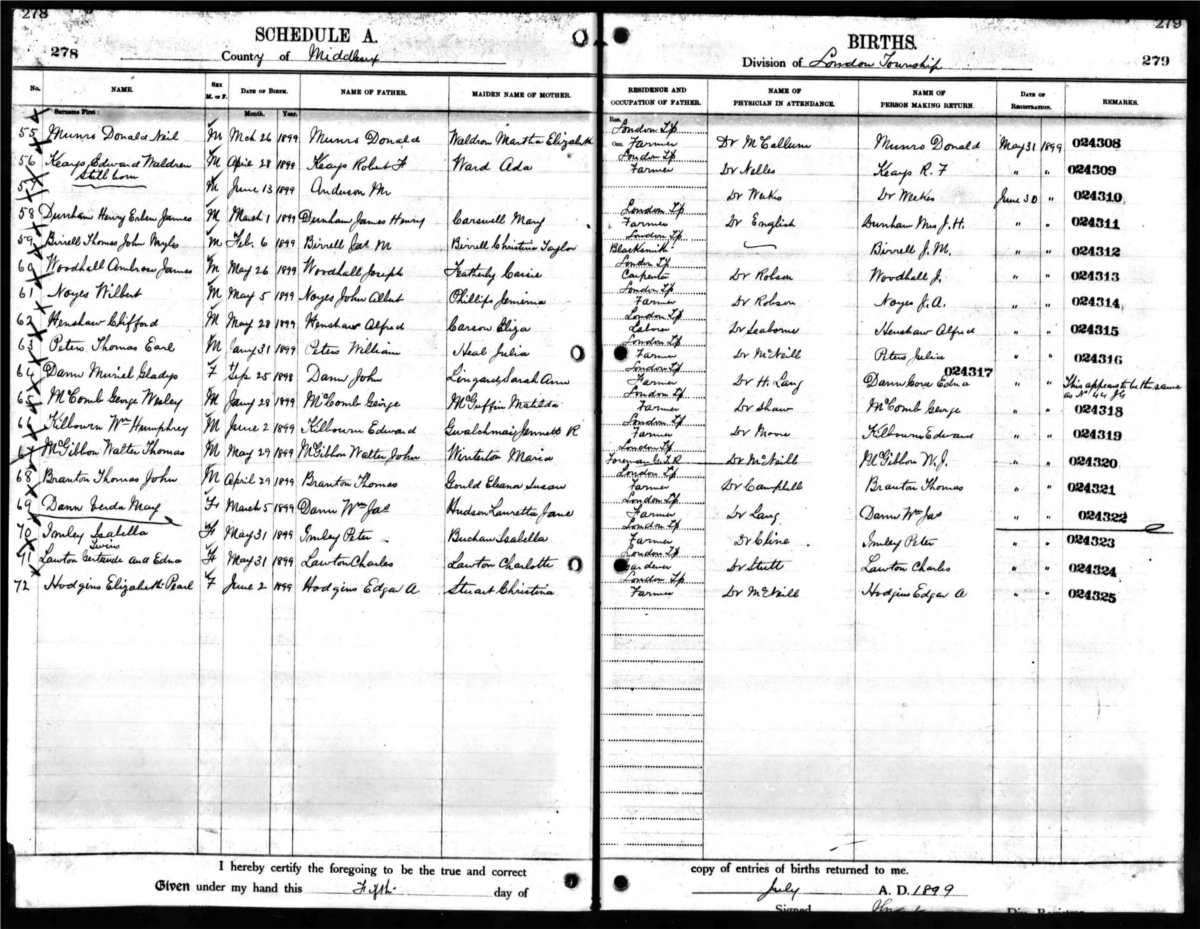 278
279
SCHEDULE A.
BIRTHS.
278
County of Middlesex
Division of London Township
279
No. NAME. SEX M. or F. DATE OF BIRTH. NAME OF FATHER. MAIDEN NAME OF MOTHER. RESIDENCE AND OCCUPATION OF FATHER. NAME OF PHYSICIAN IN ATTENDANCE. NAME OF PERSON MAKING RETURN. DATE OF REGISTRATION. REMARKS.
Surname First: Month. Year.
Res. London Tp
55 Munro Donald Neil M Mch 26 1899 Munro Donald Waldron Martha Elizabeth Occ. Farmer Dr McCallum Munro Donald May 31 1899 024308
London Tp
56 Keays Edward Waldren M April 28 1899 Keays Robert F Ward Ada Farmer Dr Nelles Keays R. F " " 024309
Still born
57 M June 13 1899 Anderson Mr Dr Weekes Dr Weekes June 30 " 024310
London Tp
58 Dunham Henry Erlen James M March 1 1899 Dunham James Henry Carswell Mary Farmer Dr English Dunham Mrs J. H. " " 024311
London Tp
59 Birrell Thomas John Myles M Feb. 6 1899 Birrell Jas M Birrell Christina Taylor Blacksmith Birrell J. M. " " 024312
London Tp
60 Woodhall Ambrose James M May 26 1899 Woodhall Joseph Featherly Carrie Carpenter Dr Robson Woodhall J. " " 024313
London Tp
61 Noyes Wilbert M May 5 1899 Noyes John Albert Phillips Jemima Farmer Dr Robson Noyes J. A. " " 024314
London Tp
62 Henshaw Clifford M May 28 1899 Henshaw Alfred Carson Eliza Labour Dr Seaborne Henshaw Alfred " " 024315
London Tp
63 Peters Thomas Earl M Jany 31 1899 Peters William Neal Julia Farmer Dr McNeill Peters Julia " " 024316
London Tp
64 Dann Muriel Gladys F Sep 25 1898 Dann John Lingard Sarah Ann Farmer Dr H. Lang Dann Cora Edna 024317 " " This appears to be the same as No 44
London Tp
65 McComb George Wesley M Jany 28 1899 McComb George McGuffin Matilda Farmer Dr Shaw McComb George " " 024318
London Tp
66 Kilbourn Wm Humphrey M June 2 1899 Kilbourn Edward Gwalchmai Jennett R Farmer Dr Moore Kilbourn Edward " " 024319
London Tp
67 McGibbon Walter Thomas M May 29 1899 McGibbon Walter John Winterton Maria Foreman G.T.R Dr McNeill McGibbon W. J. " " 024320
London Tp
68 Branton Thomas John M April 29 1899 Branton Thomas Gould Eleanor Susan Farmer Dr Campbell Branton Thomas " " 024321
London Tp
69 Dann Verda May F March 5 1899 Dann Wm Jas Hudson Lauretta Jane Farmer Dr Lang Dann Wm Jas " " 024322
London Tp
70 Imley Isabella F May 31 1899 Imley Peter Buchan Isabella Farmer Dr Cline Imley Peter " " 024323
Twins London Tp
71 Lawton Gertrude And Edna F May 31 1899 Lawton Charles Lawton Charlotte Gardener Dr Stutt Lawton Charles " " 024324
London Tp
72 Hodgins Elizabeth Pearl F June 2 1899 Hodgins Edgar A. Stuart Christina Farmer Dr McNeill Hodgins Edgar A " " 024325
I hereby certify the foregoing to be the true and correct copy of entries of births returned to me.
Given under my hand this Fifth day of July A. D. 1899
Signed